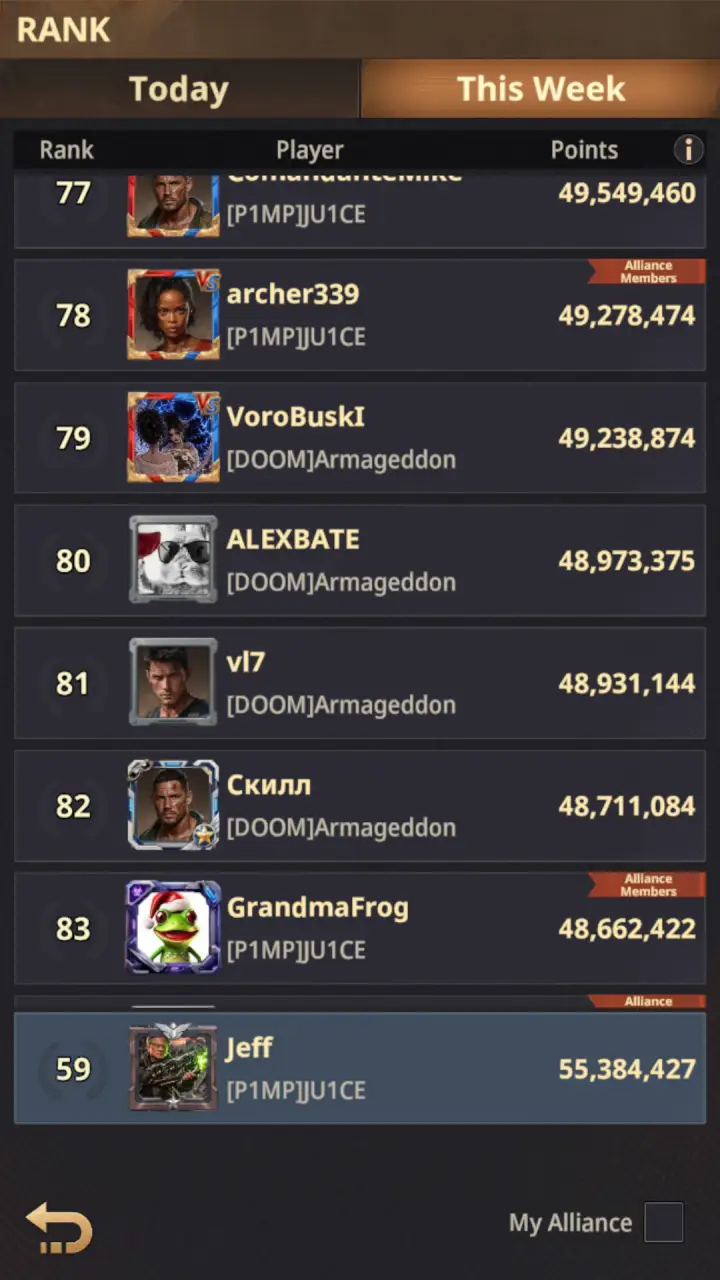 RANK
Today
This Week
Rank
Player
Points
77
ComandanteMike
[P1MP]JU1CE
49,549,460
78
archer339
[P1MP]JU1CE
Alliance
Members
49,278,474
79
VoroBuskI
[DOOM]Armageddon
49,238,874
80
ALEXBATE
[DOOM]Armageddon
48,973,375
81
vl7
[DOOM]Armageddon
48,931,144
82
Скилл
[DOOM]Armageddon
48,711,084
83
GrandmaFrog
[P1MP]JU1CE
Alliance
Members
48,662,422
Alliance
59
Jeff
[P1MP]JU1CE
55,384,427
My Alliance